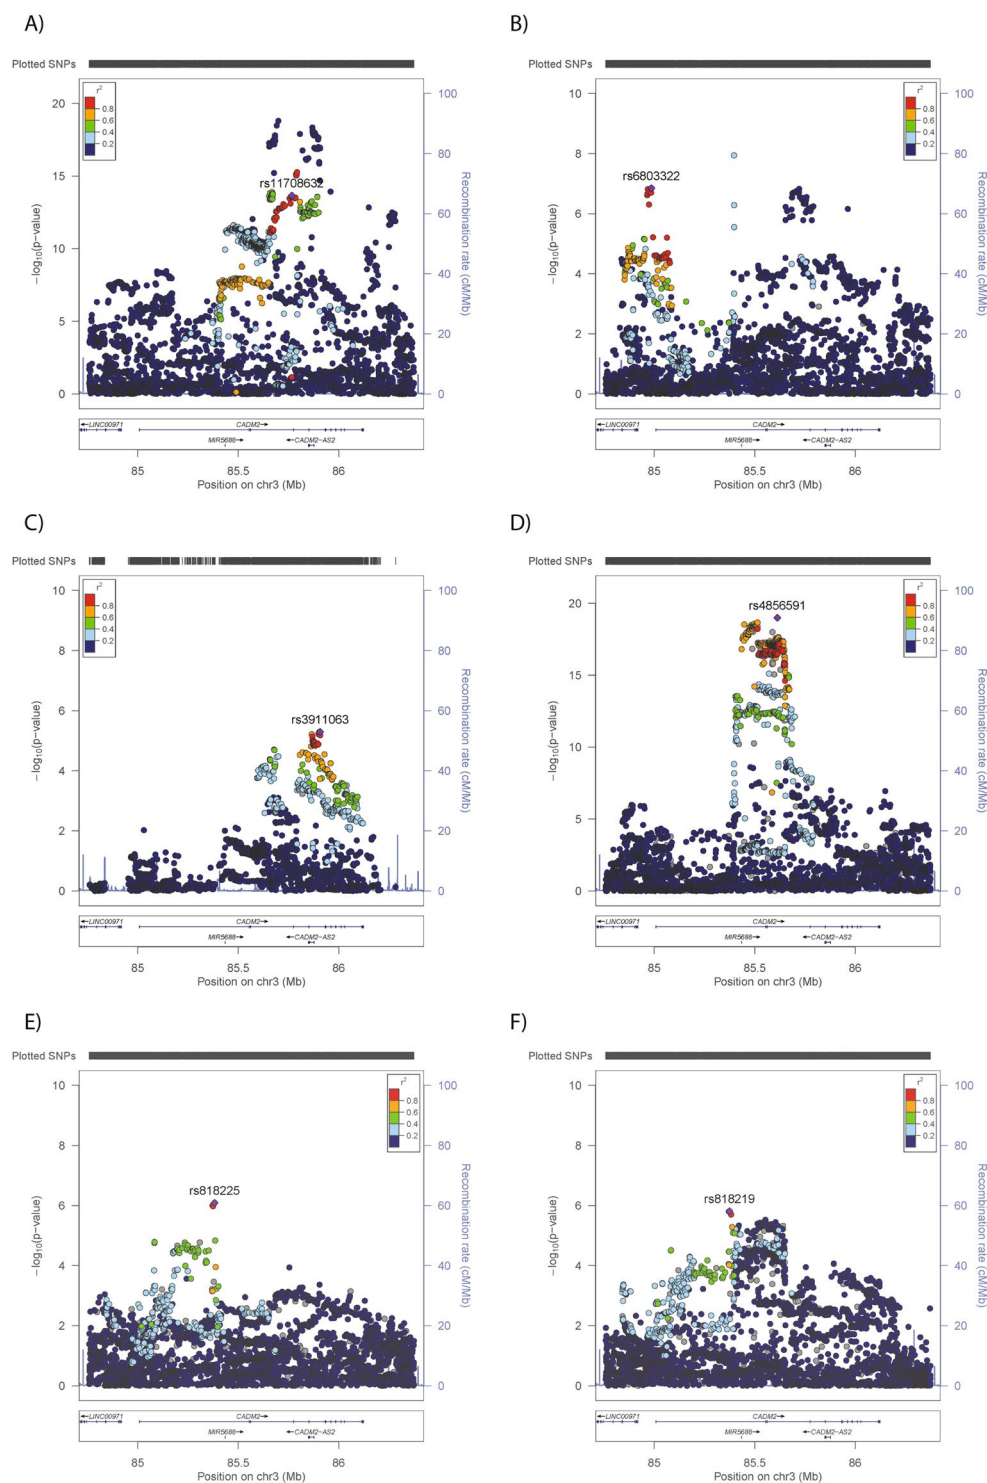 A)
Plotted SNPs
r²
0.8
0.6
0.4
0.2
20
15
10
5
0
−log₁₀(p−value)
100
80
60
40
20
0
Recombination rate (cM/Mb)
rs11708632
←LINC00971
CADM2→
MIR5688→
←CADM2−AS2
85
85.5
86
Position on chr3 (Mb)
B)
Plotted SNPs
r²
0.8
0.6
0.4
0.2
10
8
6
4
2
0
−log₁₀(p−value)
100
80
60
40
20
0
Recombination rate (cM/Mb)
rs6803322
←LINC00971
CADM2→
MIR5688→
←CADM2−AS2
85
85.5
86
Position on chr3 (Mb)
C)
Plotted SNPs
r²
0.8
0.6
0.4
0.2
10
8
6
4
2
0
−log₁₀(p−value)
100
80
60
40
20
0
Recombination rate (cM/Mb)
rs3911063
←LINC00971
CADM2→
MIR5688→
←CADM2−AS2
85
85.5
86
Position on chr3 (Mb)
D)
Plotted SNPs
r²
0.8
0.6
0.4
0.2
20
15
10
5
0
−log₁₀(p−value)
100
80
60
40
20
0
Recombination rate (cM/Mb)
rs4856591
←LINC00971
CADM2→
MIR5688→
←CADM2−AS2
85
85.5
86
Position on chr3 (Mb)
E)
Plotted SNPs
r²
0.8
0.6
0.4
0.2
10
8
6
4
2
0
−log₁₀(p−value)
100
80
60
40
20
0
Recombination rate (cM/Mb)
rs818225
←LINC00971
CADM2→
MIR5688→
←CADM2−AS2
85
85.5
86
Position on chr3 (Mb)
F)
Plotted SNPs
r²
0.8
0.6
0.4
0.2
10
8
6
4
2
0
−log₁₀(p−value)
100
80
60
40
20
0
Recombination rate (cM/Mb)
rs818219
←LINC00971
CADM2→
MIR5688→
←CADM2−AS2
85
85.5
86
Position on chr3 (Mb)